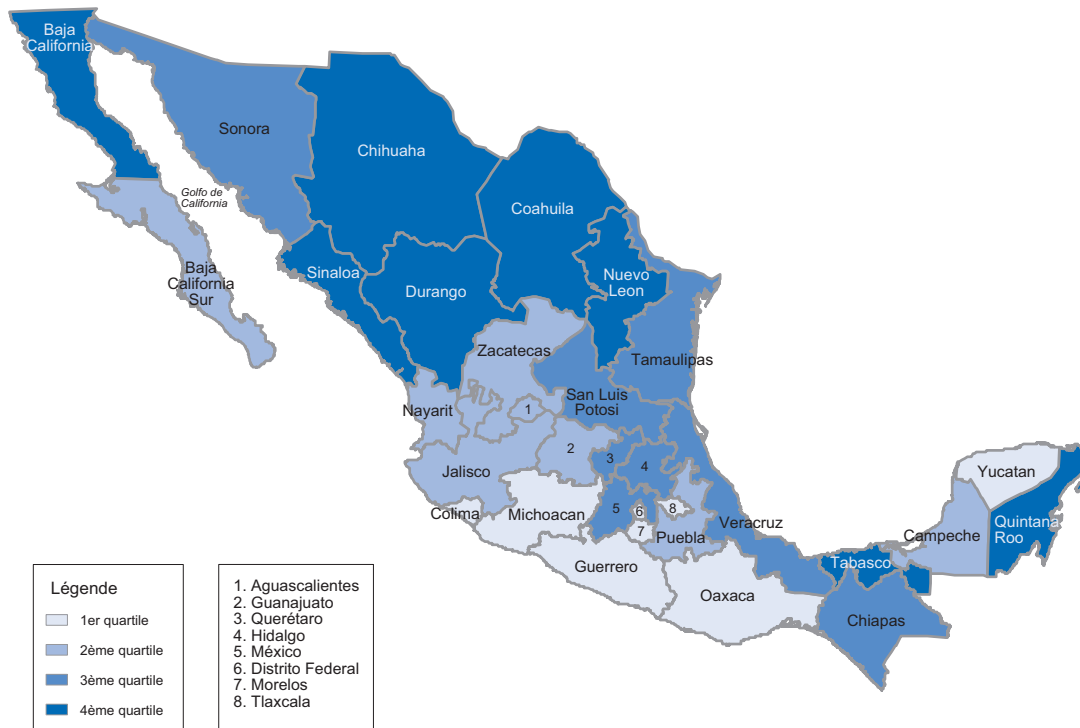 Baja
California
Sonora
Chihuaha
Golfo de
California
Coahuila
Baja
California
Sur
Sinaloa
Durango
Nuevo
Leon
Zacatecas
Tamaulipas
San Luis
Potosi
Nayarit
1
2
3
4
Jalisco
Yucatan
Colima
Michoacan
5
6
7
8
Puebla
Veracruz
Campeche
Quintana
Roo
Guerrero
Oaxaca
Tabasco
Chiapas
Légende
1er quartile
2ème quartile
3ème quartile
4ème quartile
1. Aguascalientes
2. Guanajuato
3. Querétaro
4. Hidalgo
5. México
6. Distrito Federal
7. Morelos
8. Tlaxcala